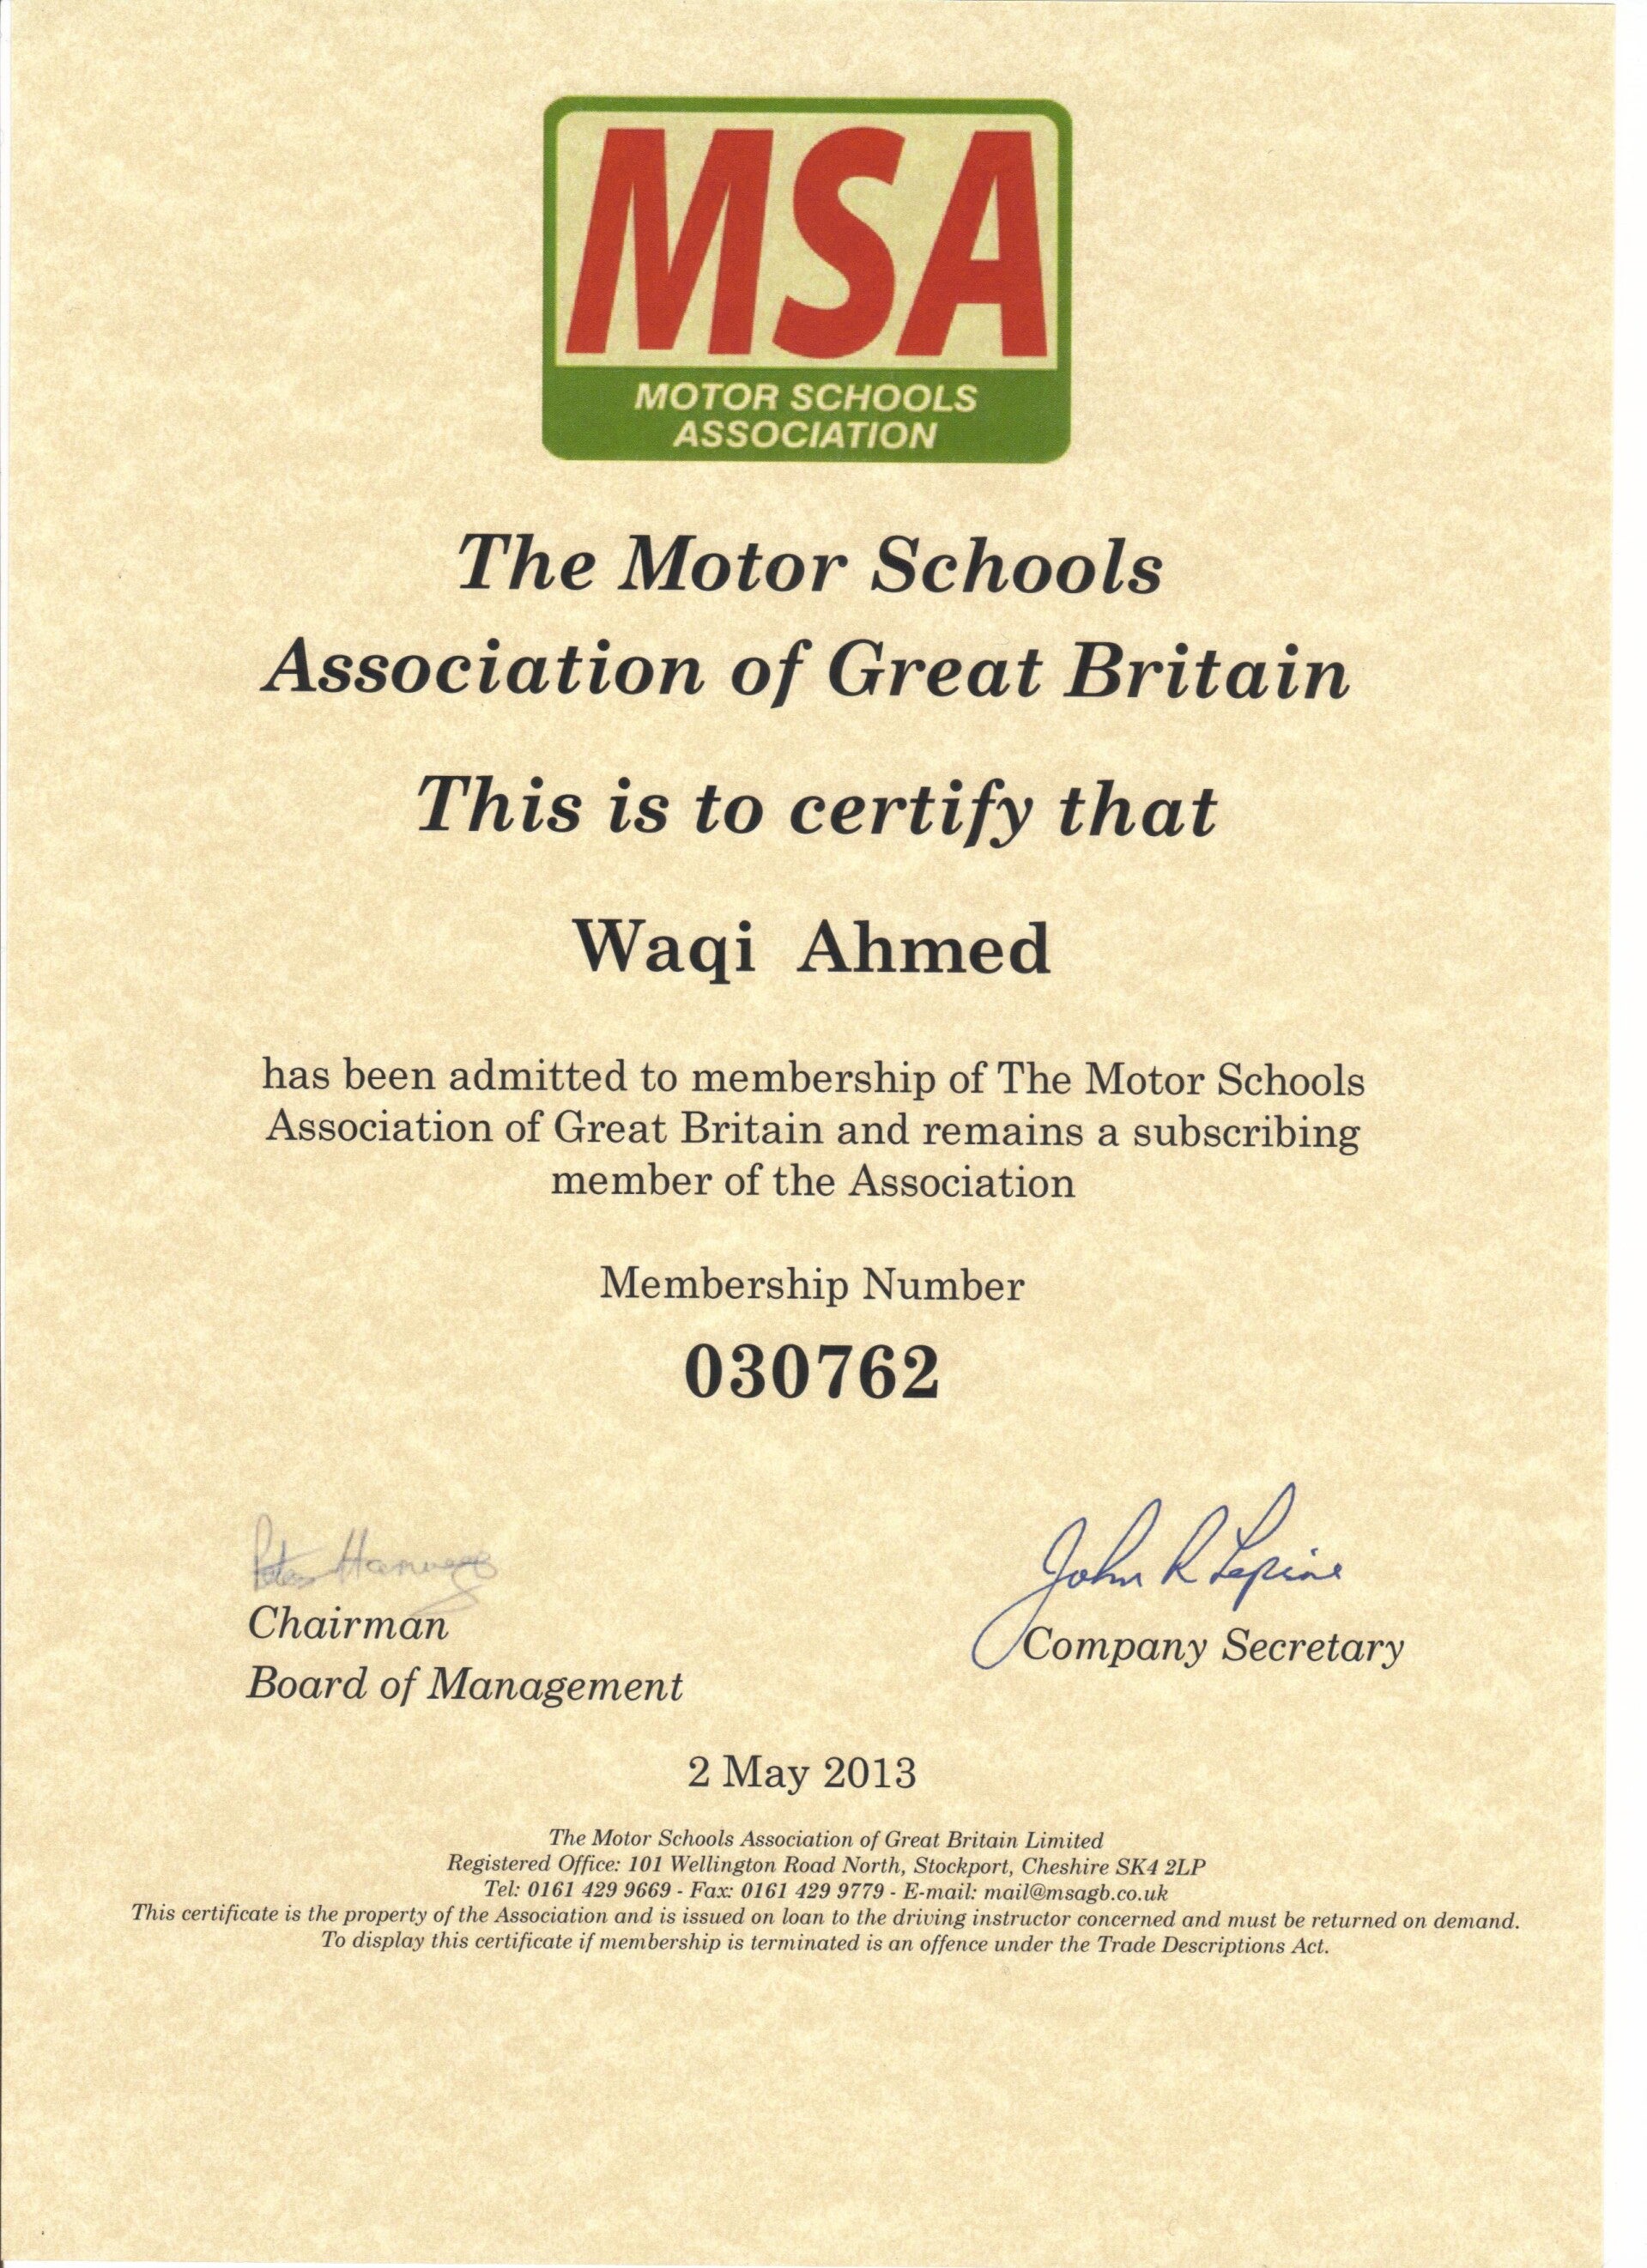 MSA
MOTOR SCHOOLS
ASSOCIATION
The Motor Schools
Association of Great Britain
This is to certify that
Waqi Ahmed
has been admitted to membership of The Motor Schools
Association of Great Britain and remains a subscribing
member of the Association
Membership Number
030762
John R Lepine
Chairman
Company Secretary
Board of Management
2 May 2013
The Motor Schools Association of Great Britain Limited
Registered Office: 101 Wellington Road North, Stockport, Cheshire SK4 2LP
Tel: 0161 429 9669 - Fax: 0161 429 9779 - E-mail: mail@msagb.co.uk
This certificate is the property of the Association and is issued on loan to the driving instructor concerned and must be returned on demand.
To display this certificate if membership is terminated is an offence under the Trade Descriptions Act.